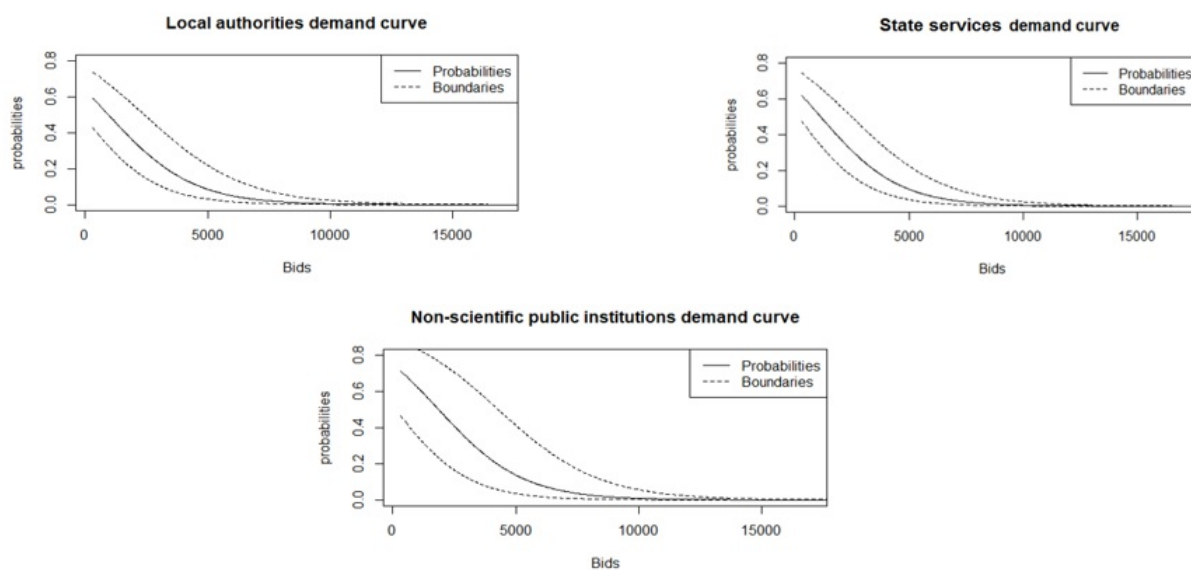 Local authorities demand curve
probabilities
0.8
0.6
0.4
0.2
0.0
Probabilities
Boundaries
0 5000 10000 15000
Bids
State services demand curve
probabilities
0.8
0.6
0.4
0.2
0.0
Probabilities
Boundaries
0 5000 10000 15000
Bids
Non-scientific public institutions demand curve
probabilities
0.8
0.6
0.4
0.2
0.0
Probabilities
Boundaries
0 5000 10000 15000
Bids